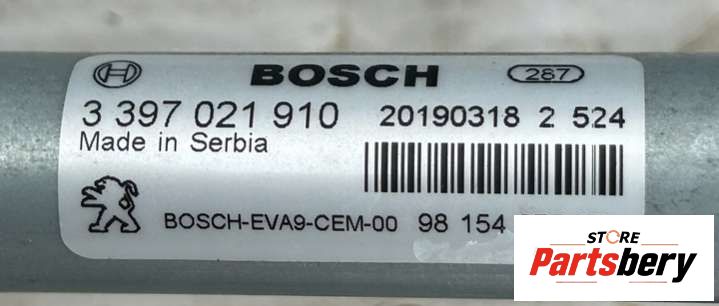 BOSCH 287
3 397 021 910 20190318 2 524
Made in Serbia
BOSCH-EVA9-CEM-00 98 154
STORE
Partsbery